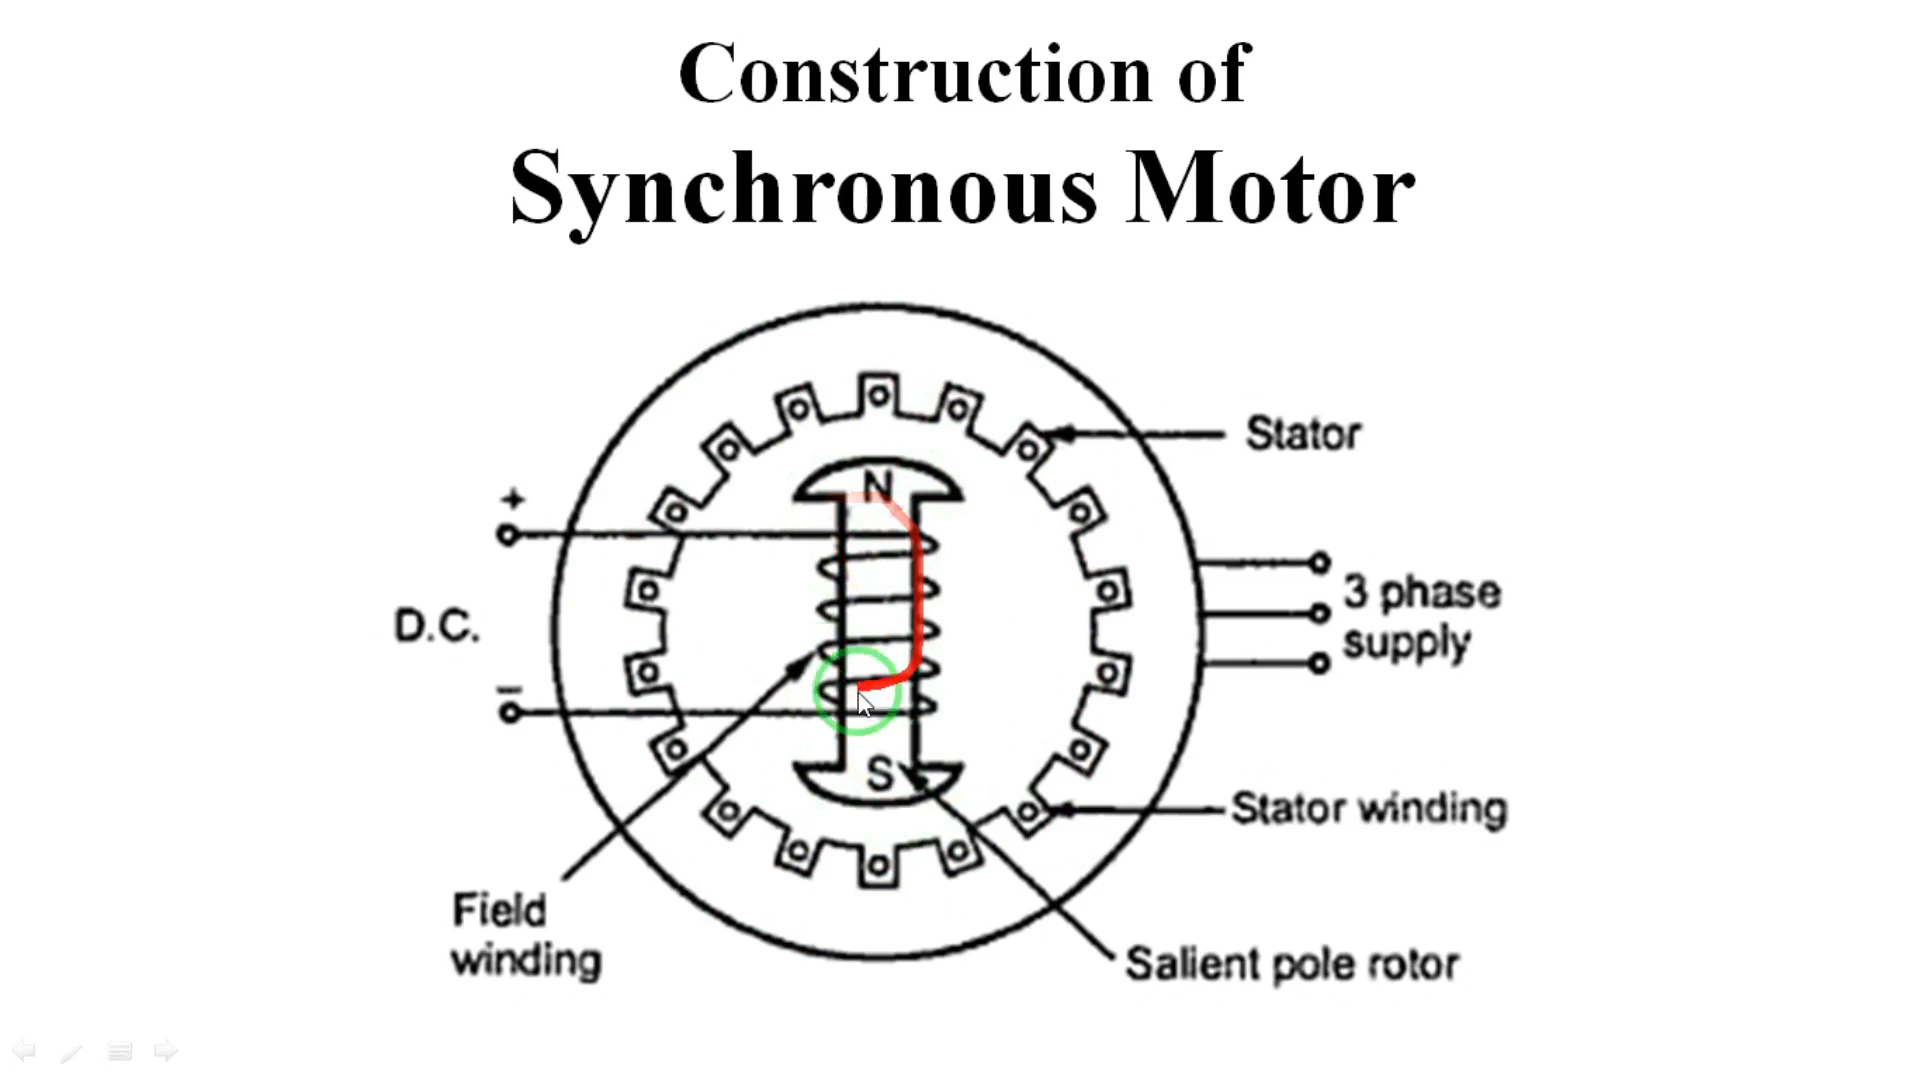 Construction of
Synchronous Motor
Stator
N
+
D.C.
–
3 phase
supply
S
Stator winding
Field
winding
Salient pole rotor